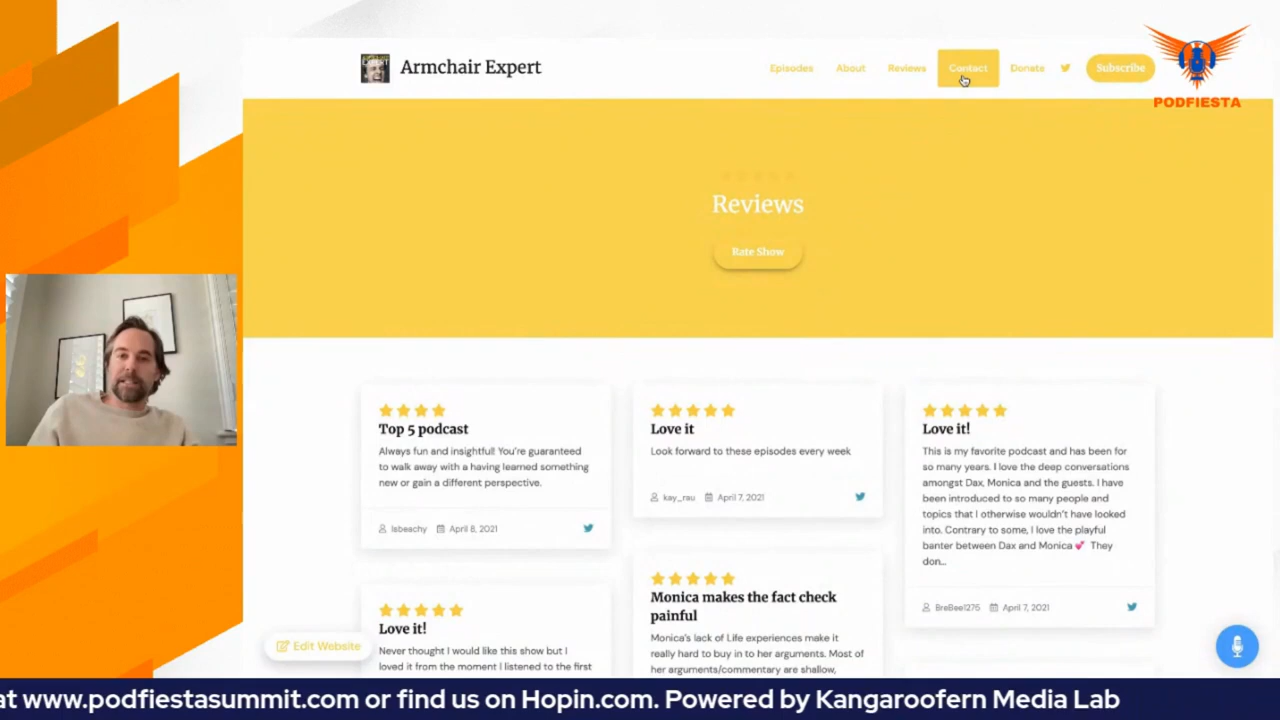 Armchair Expert
Episodes
About
Reviews
Contact
Donate
Subscribe
PODFIESTA
Reviews
Rate Show
Top 5 podcast
Always fun and insightful! You're guaranteed
to walk away with a having learned something
new or gain a different perspective.
lsbeachy
April 8, 2021
Love it
Look forward to these episodes every week
kay_rau
April 7, 2021
Love it!
This is my favorite podcast and has been for
so many years. I love the deep conversations
amongst Dax, Monica and the guests. I have
been introduced to so many people and
topics that I otherwise wouldn't have looked
into. Contrary to some, I love the playful
banter between Dax and Monica 💕 They
don...
BreBee1275
April 7, 2021
Love it!
Never thought I would like this show but I
loved it from the moment I listened to the first
Monica makes the fact check
painful
Monica's lack of Life experiences make it
really hard to buy in to her arguments. Most of
her arguments/commentary are shallow,
Edit Website
at www.podfiestasummit.com or find us on Hopin.com. Powered by Kangaroofern Media Lab